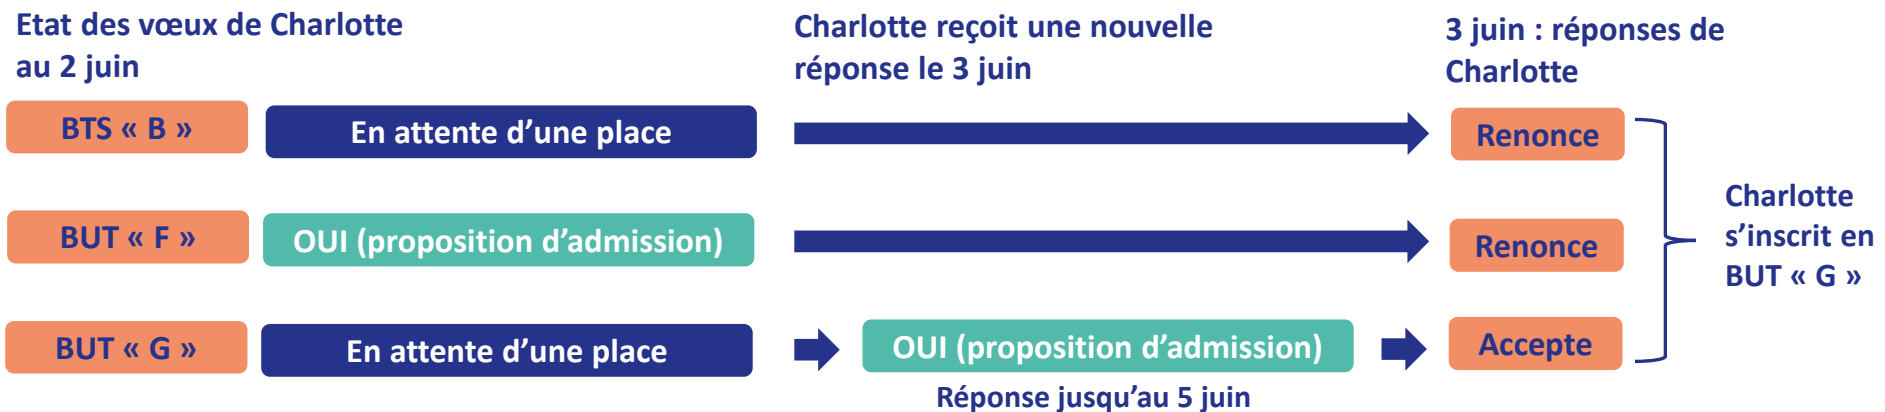 Etat des vœux de Charlotte
au 2 juin
Charlotte reçoit une nouvelle
réponse le 3 juin
3 juin : réponses de
Charlotte
BTS « B »
En attente d’une place
Renonce
BUT « F »
OUI (proposition d’admission)
Renonce
BUT « G »
En attente d’une place
OUI (proposition d’admission)
Réponse jusqu’au 5 juin
Accepte
Charlotte
s’inscrit en
BUT « G »